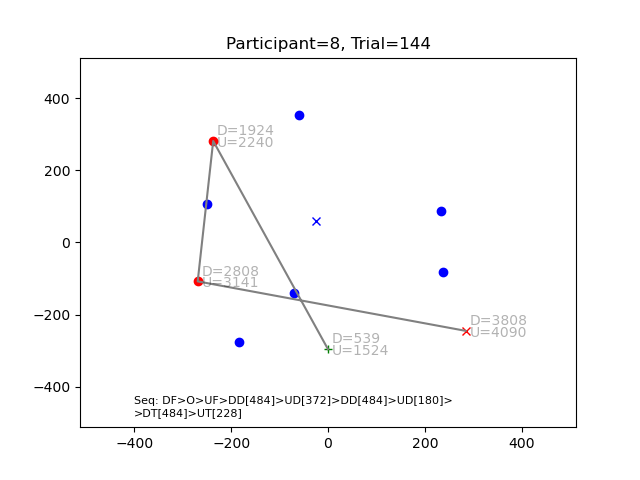 Participant=8, Trial=144
400
200
0
−200
−400
D=1924
U=2240
D=2808
U=3141
D=539
U=1524
D=3808
U=4090
Seq: DF>O>UF>DD[484]>UD[372]>DD[484]>UD[180]>
>DT[484]>UT[228]
−400
−200
0
200
400